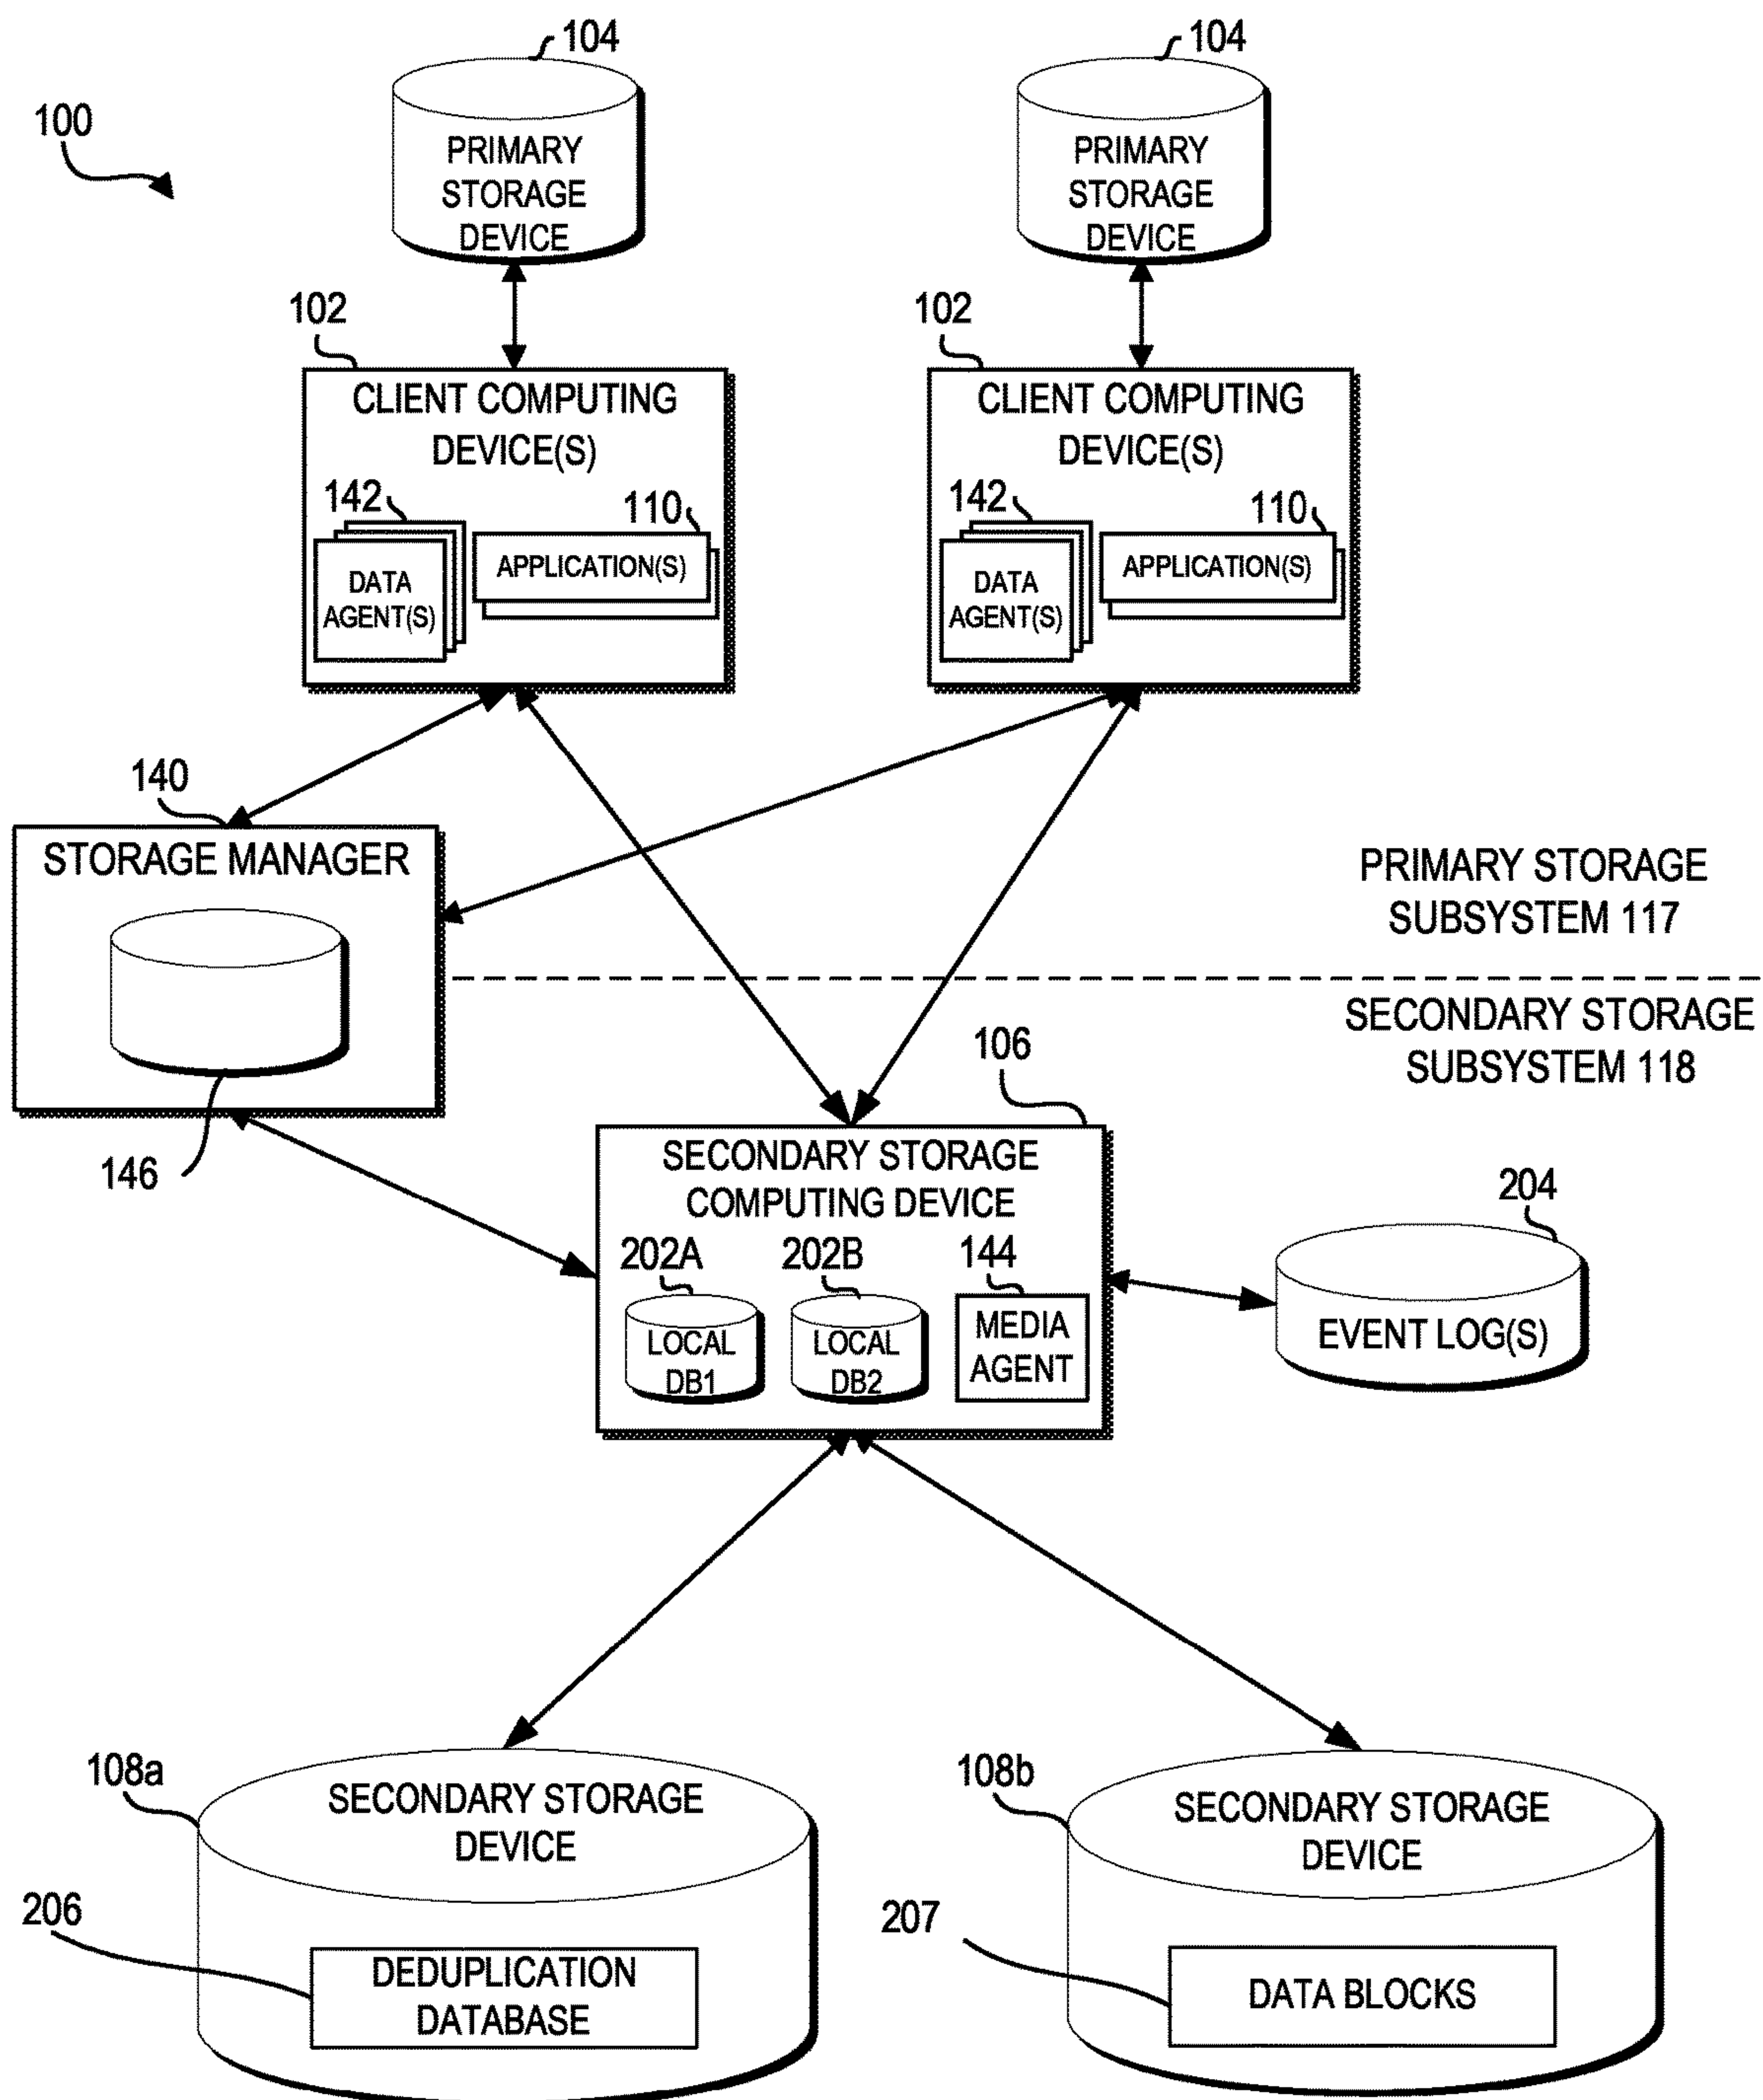 104
104
100
PRIMARY
STORAGE
DEVICE
PRIMARY
STORAGE
DEVICE
102
102
CLIENT COMPUTING
DEVICE(S)
CLIENT COMPUTING
DEVICE(S)
142
110
142
110
DATA
AGENT(S)
APPLICATION(S)
DATA
AGENT(S)
APPLICATION(S)
140
STORAGE MANAGER
PRIMARY STORAGE
SUBSYSTEM 117
SECONDARY STORAGE
SUBSYSTEM 118
106
146
SECONDARY STORAGE
COMPUTING DEVICE
204
202A
202B
144
LOCAL
DB1
LOCAL
DB2
MEDIA
AGENT
EVENT LOG(S)
108a
SECONDARY STORAGE
DEVICE
108b
SECONDARY STORAGE
DEVICE
206
DEDUPLICATION
DATABASE
207
DATA BLOCKS